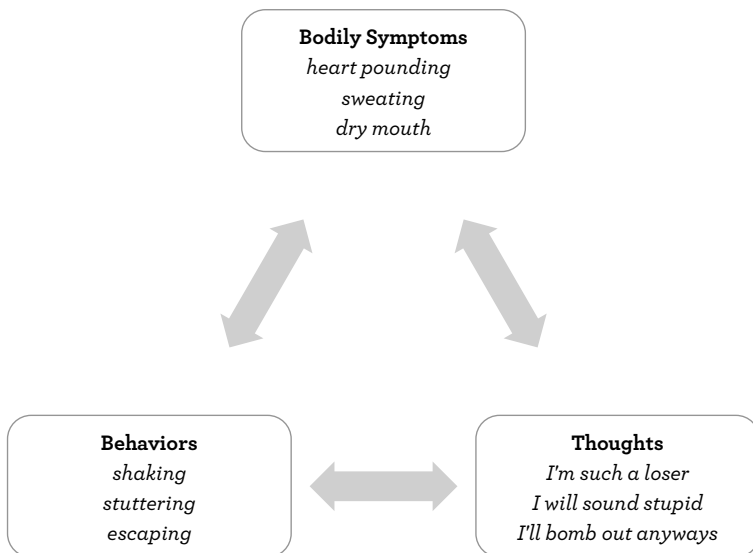 Bodily Symptoms
heart pounding
sweating
dry mouth
Behaviors
shaking
stuttering
escaping
Thoughts
I'm such a loser
I will sound stupid
I'll bomb out anyways